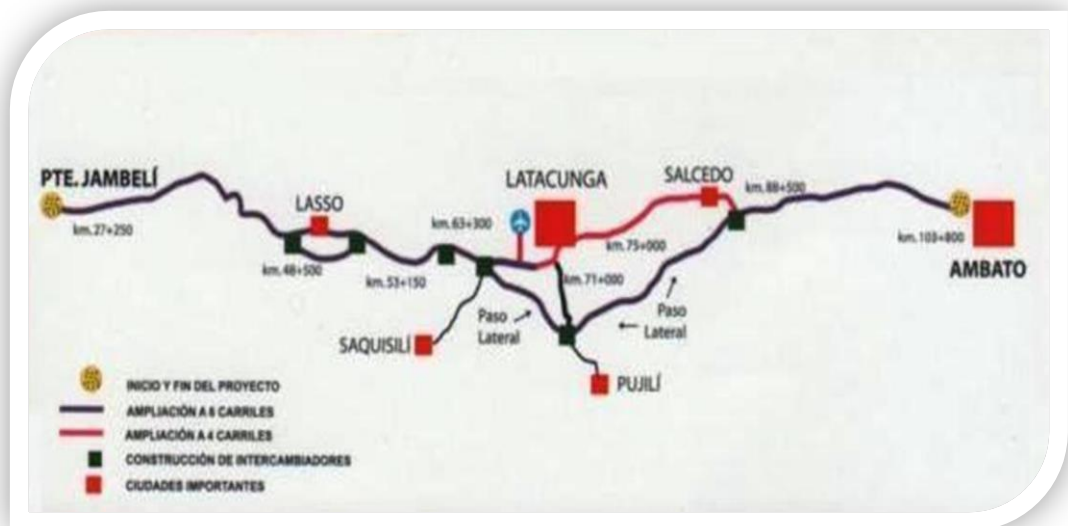 PTE. JAMBELÍ
km. 27+250
LASSO
km. 48+500
km. 53+150
km. 63+300
LATACUNGA
SALCEDO
km. 88+500
km. 75+000
km. 71+000
km. 103+800
AMBATO
Paso
Lateral
Paso
Lateral
SAQUISILÍ
PUJILÍ
INICIO Y FIN DEL PROYECTO
AMPLIACIÓN A 6 CARRILES
AMPLIACIÓN A 4 CARRILES
CONSTRUCCIÓN DE INTERCAMBIADORES
CIUDADES IMPORTANTES